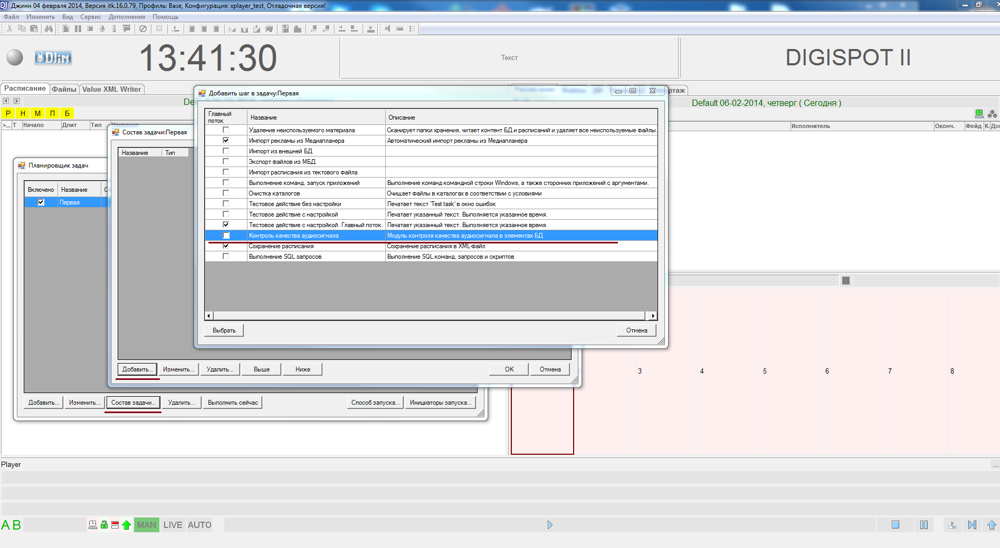 Джинн 04 февраля 2014, Версия itk.16.0.79, Профиль: Base, Конфигурация: xplayer_test, Отладочная версия!
Файл Изменить Вид Сервис Дополнения Помощь
DJin
13:41:30
Текст
DIGISPOT II
Расписание Файлы Value XML Writer
Default 06-02-2014, четверг ( Сегодня )
Р Н М П Б
>... Т Начало Длит Тип
Исполнитель Оконч. Фейд К.
Добавить шаг в задачу:Первая
Главный поток Название Описание
Удаление неиспользуемого материала Сканирует папки хранения, читает контент БД и расписаний и удаляет все неиспользуемые файлы.
Импорт рекламы из Медиапланера Автоматический импорт рекламы из Медиапланера
Импорт из внешней БД
Экспорт файлов из МБД
Импорт расписания из тектового файла
Выполнение команд, запуск приложений Выполнение команд командной строки Windows, а также сторонних приложений с аргументами.
Очистка каталогов Очищает файлы в каталогах в соответствии с условиями
Тестовое действие без настройки Печатает текст 'Test task' в окно ошибок
Тестовое действие с настройкой Печатает указанный текст. Выполняется указанное время.
Тестовое действие с настройкой. Главный поток. Печатает указанный текст. Выполняется указанное время.
Контроль качества аудиосигнала Модуль контроля качества аудиосигнала в элементах БД
Сохранение расписания Сохранение расписания в XML-файл
Выполнение SQL запросов Выполнение SQL команд, запросов и скриптов
Выбрать Отмена
Состав задачи:Первая
Название Тип
Добавить... Изменить... Удалить... Выше Ниже OK Отмена
Планировщик задач
Включено Название
Первая
Добавить... Изменить... Состав задачи... Удалить... Выполнить сейчас Способ запуска... Инициаторы запуска...
3 4 5 6 7 8
Player
...
A B MAN LIVE AUTO